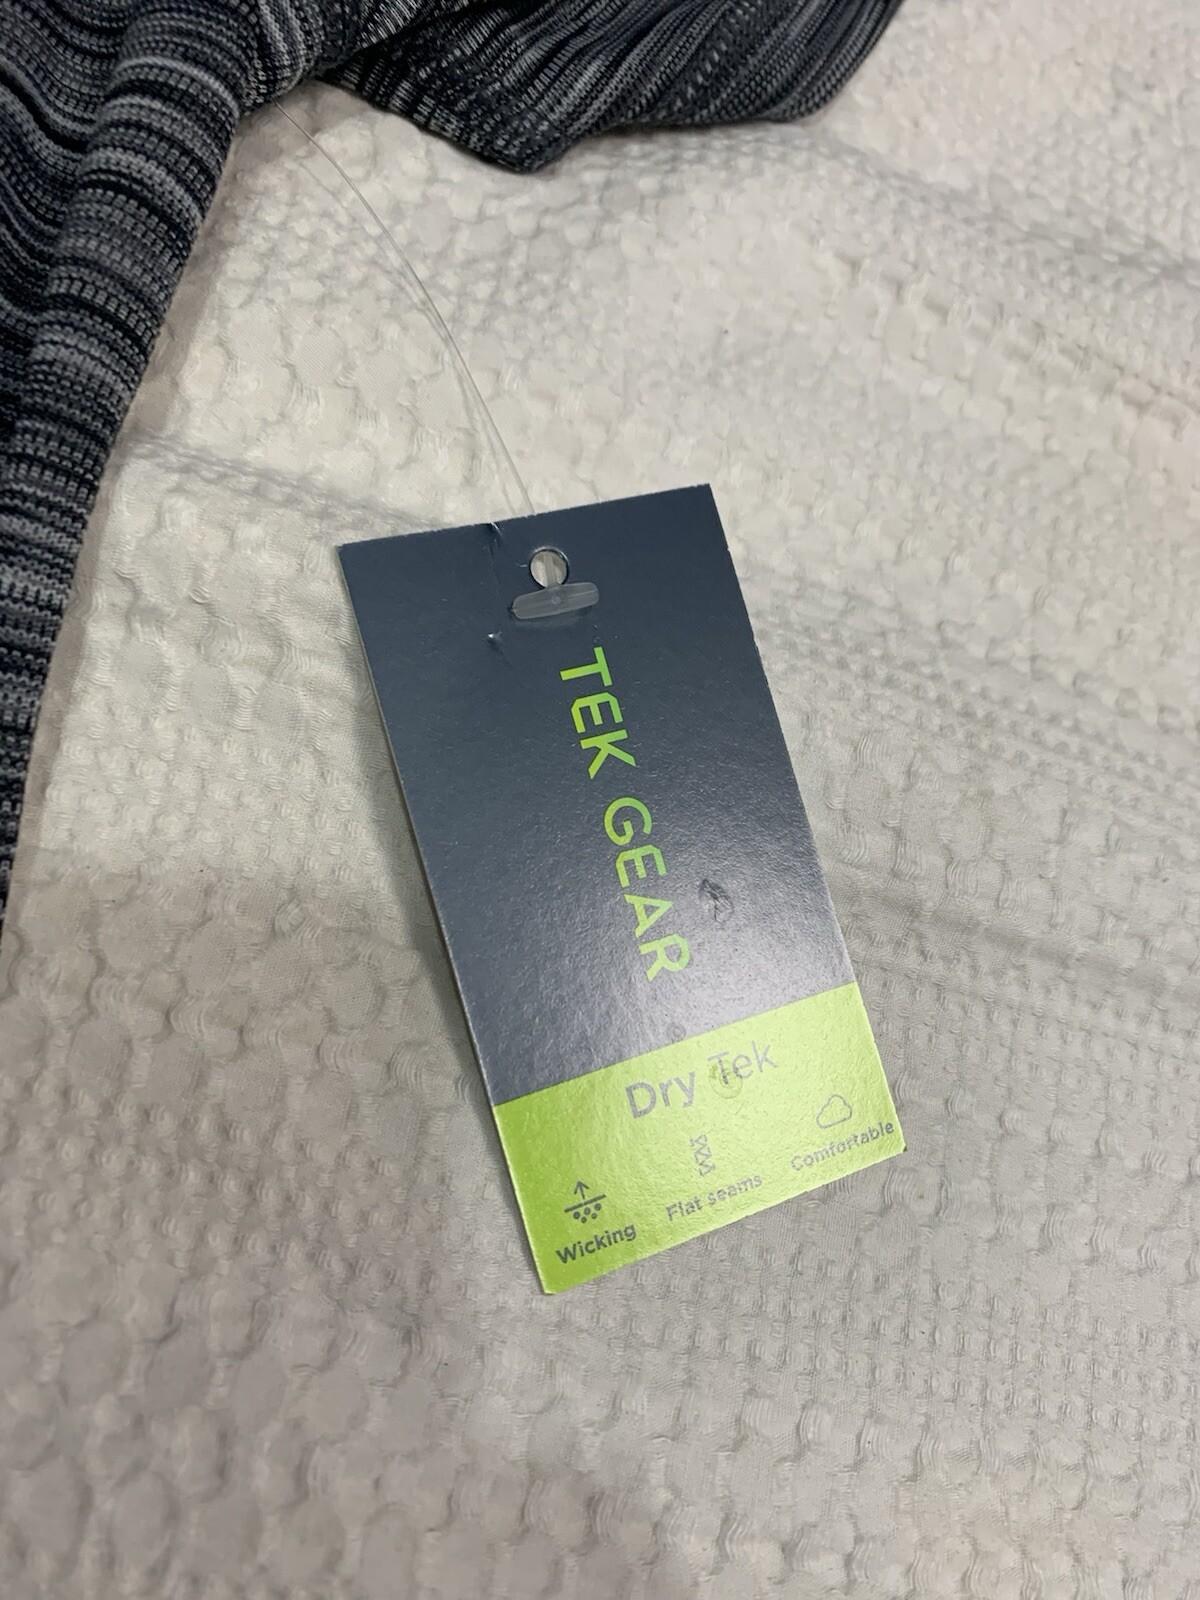 TEK GEAR®
Dry Tek
Wicking
Flat seams
Comfortable